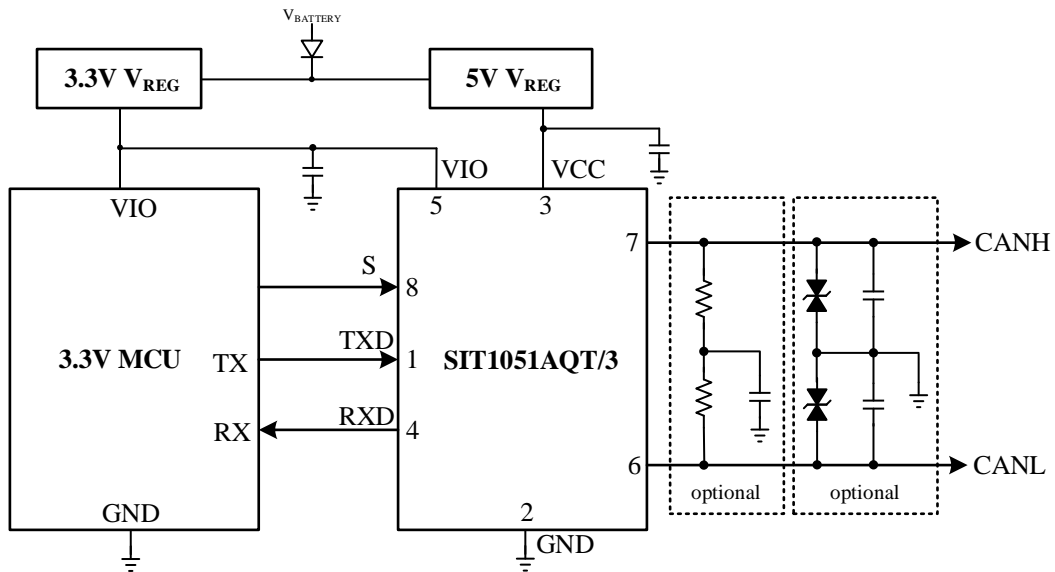 VBATTERY
3.3V VREG
5V VREG
VIO
VCC
VIO
5
3
7
CANH
S
8
3.3V MCU
TX
TXD
1
SIT1051AQT/3
RX
RXD
4
6
CANL
optional
optional
GND
2
GND